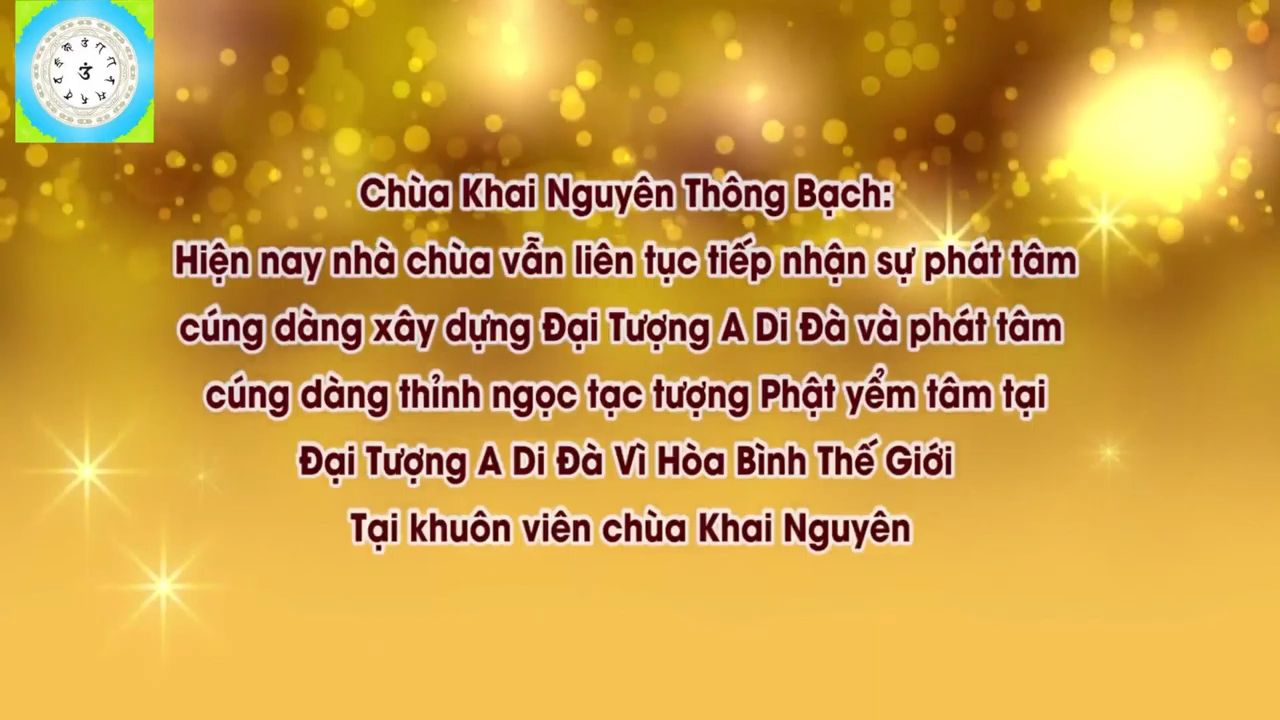 Chùa Khai Nguyên Thông Bạch:
Hiện nay nhà chùa vẫn liên tục tiếp nhận sự phát tâm
cúng dàng xây dựng Đại Tượng A Di Đà và phát tâm
cúng dàng thỉnh ngọc tạc tượng Phật yểm tâm tại
Đại Tượng A Di Đà Vì Hòa Bình Thế Giới
Tại khuôn viên chùa Khai Nguyên